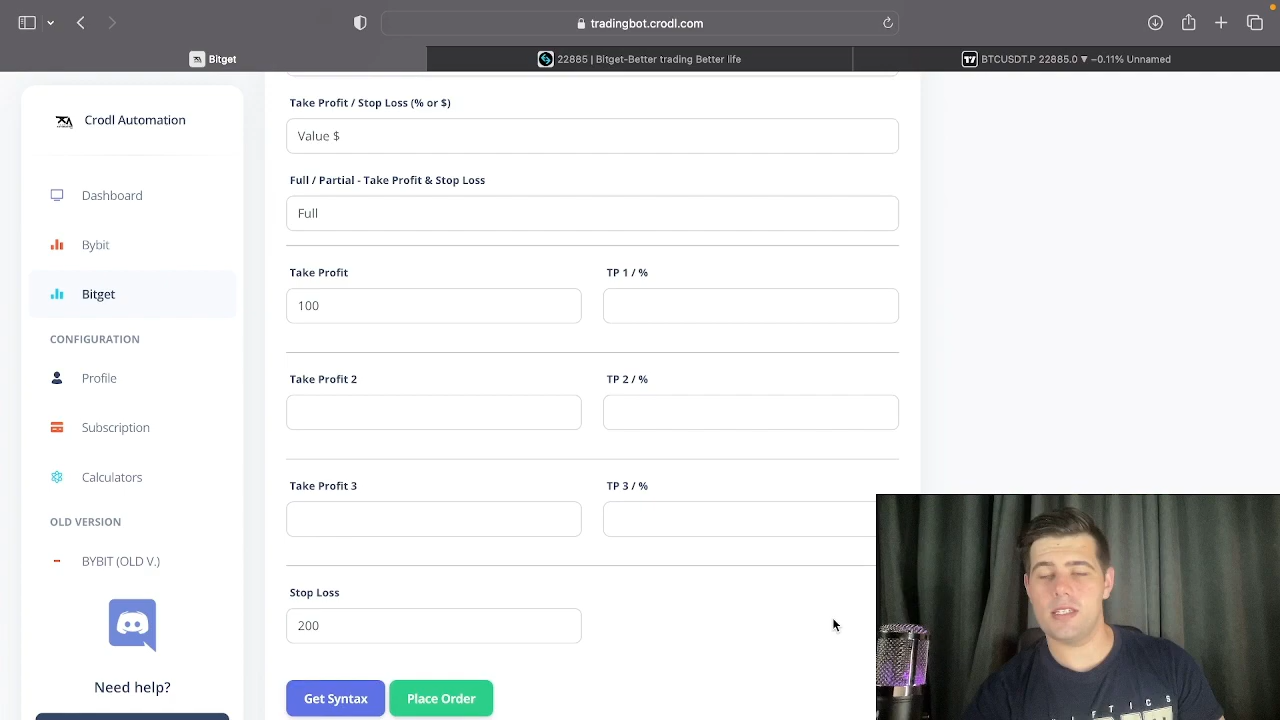 tradingbot.crodl.com
Bitget
22885 | Bitget-Better trading Better life
BTCUSDT.P 22885.0 ▼ −0.11% Unnamed
Crodl Automation
Dashboard
Bybit
Bitget
CONFIGURATION
Profile
Subscription
Calculators
OLD VERSION
BYBIT (OLD V.)
Need help?
Take Profit / Stop Loss (% or $)
Value $
Full / Partial - Take Profit & Stop Loss
Full
Take Profit
TP 1 / %
100
Take Profit 2
TP 2 / %
Take Profit 3
TP 3 / %
Stop Loss
200
Get Syntax
Place Order